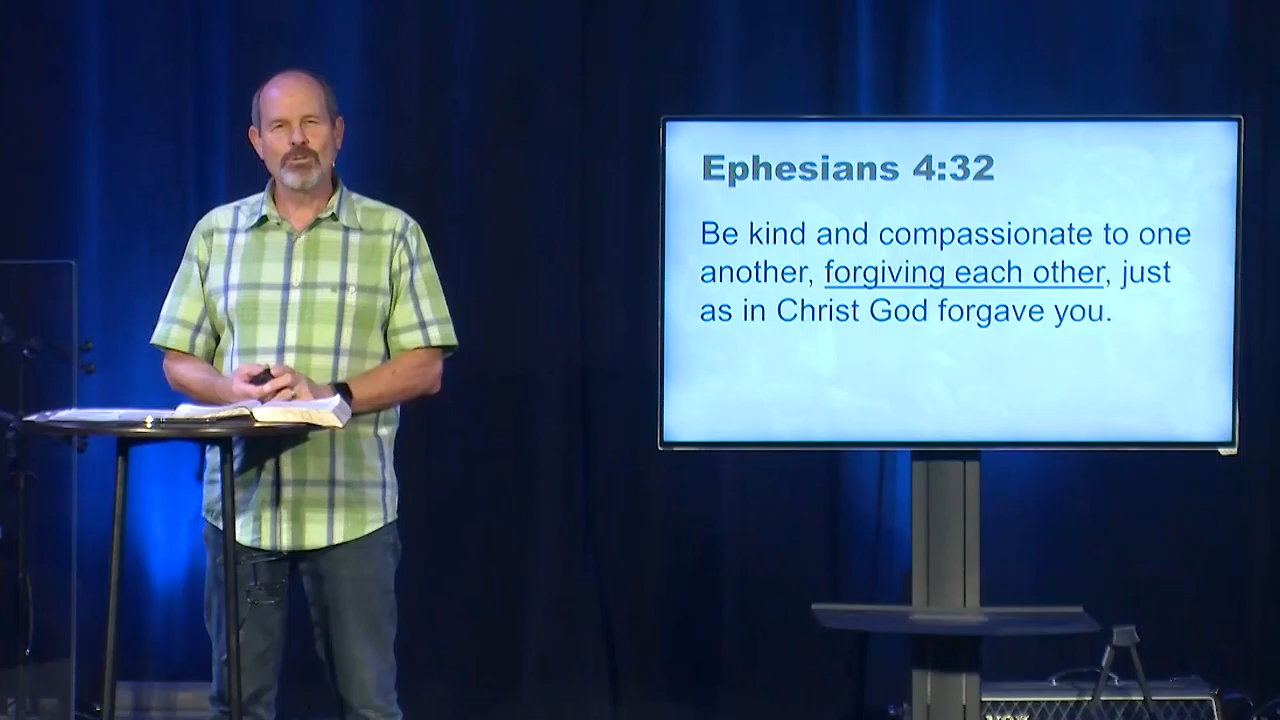 Ephesians 4:32
Be kind and compassionate to one
another, forgiving each other, just
as in Christ God forgave you.